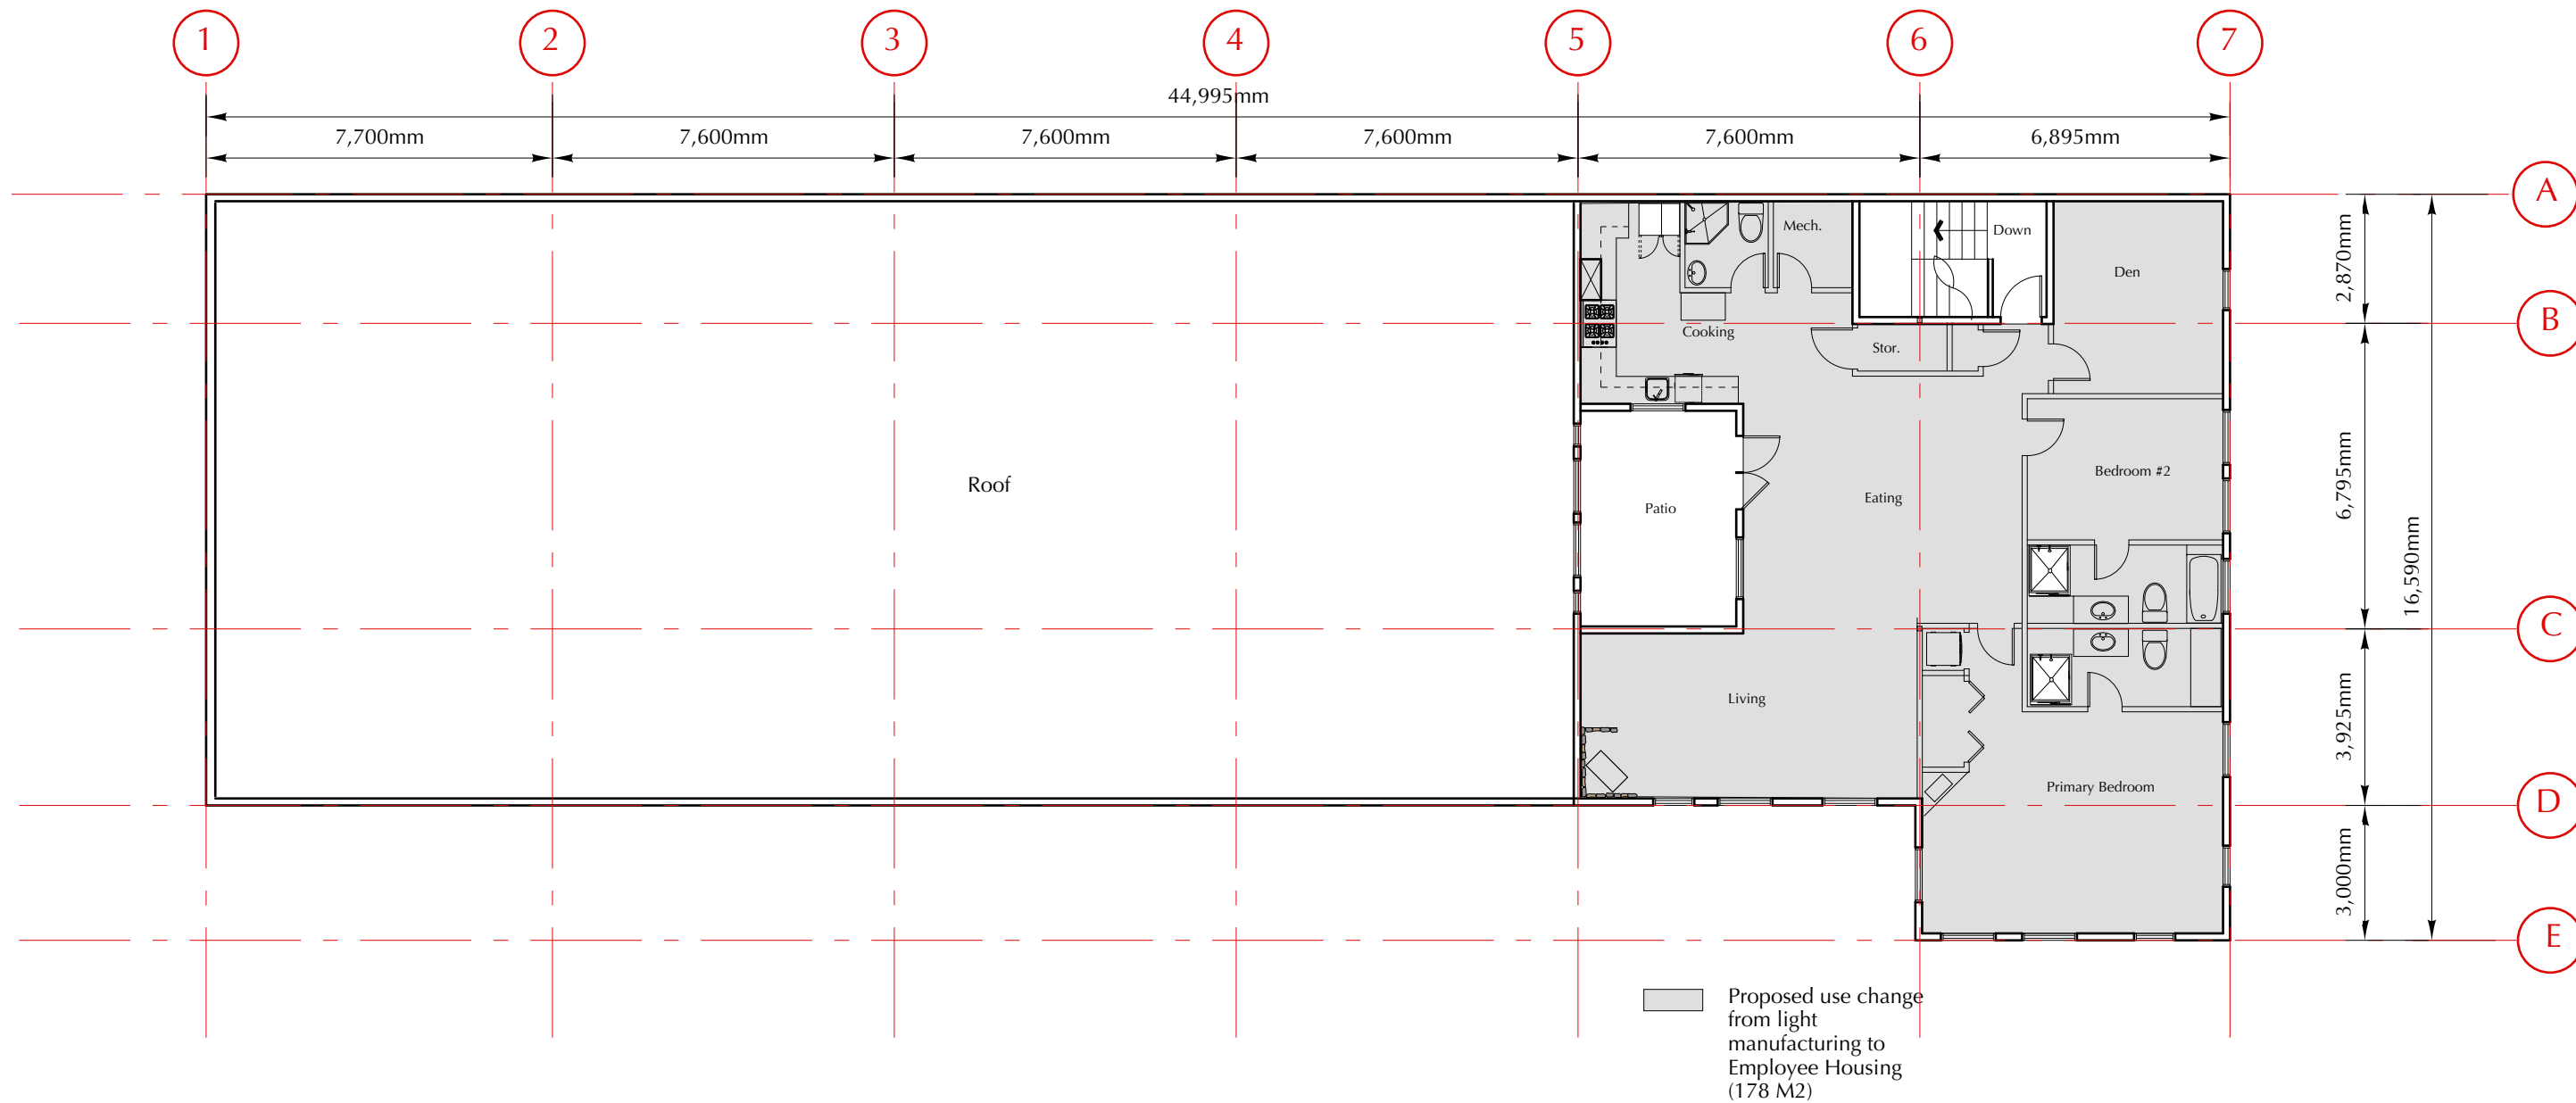 1 2 3 4 5 6 7
44,995mm
7,700mm 7,600mm 7,600mm 7,600mm 7,600mm 6,895mm
A
B
C
D
E
2,870mm
6,795mm
3,925mm
3,000mm
16,590mm
Mech.
Down
Den
Cooking
Stor.
Bedroom #2
Roof
Eating
Patio
Living
Primary Bedroom
Proposed use change
from light
manufacturing to
Employee Housing
(178 M2)